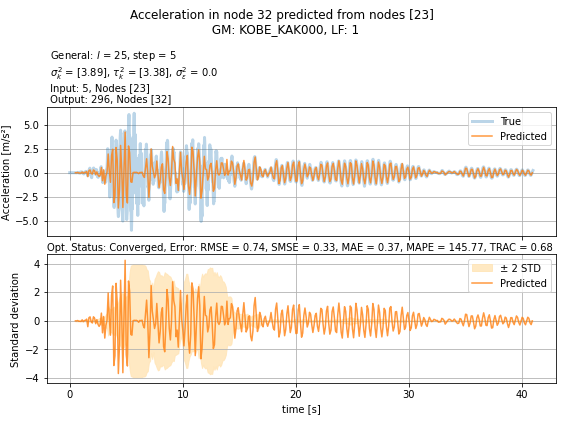 Acceleration in node 32 predicted from nodes [23]
GM: KOBE_KAK000, LF: 1
General: l = 25, step = 5
σ²ₖ = [3.89], τ²ₖ = [3.38], σ²ε = 0.0
Input: 5, Nodes [23]
Output: 296, Nodes [32]
Acceleration [m/s²]
5.0
2.5
0.0
−2.5
−5.0
True
Predicted
Opt. Status: Converged, Error: RMSE = 0.74, SMSE = 0.33, MAE = 0.37, MAPE = 145.77, TRAC = 0.68
Standard deviation
4
2
0
−2
−4
± 2 STD
Predicted
0 10 20 30 40
time [s]